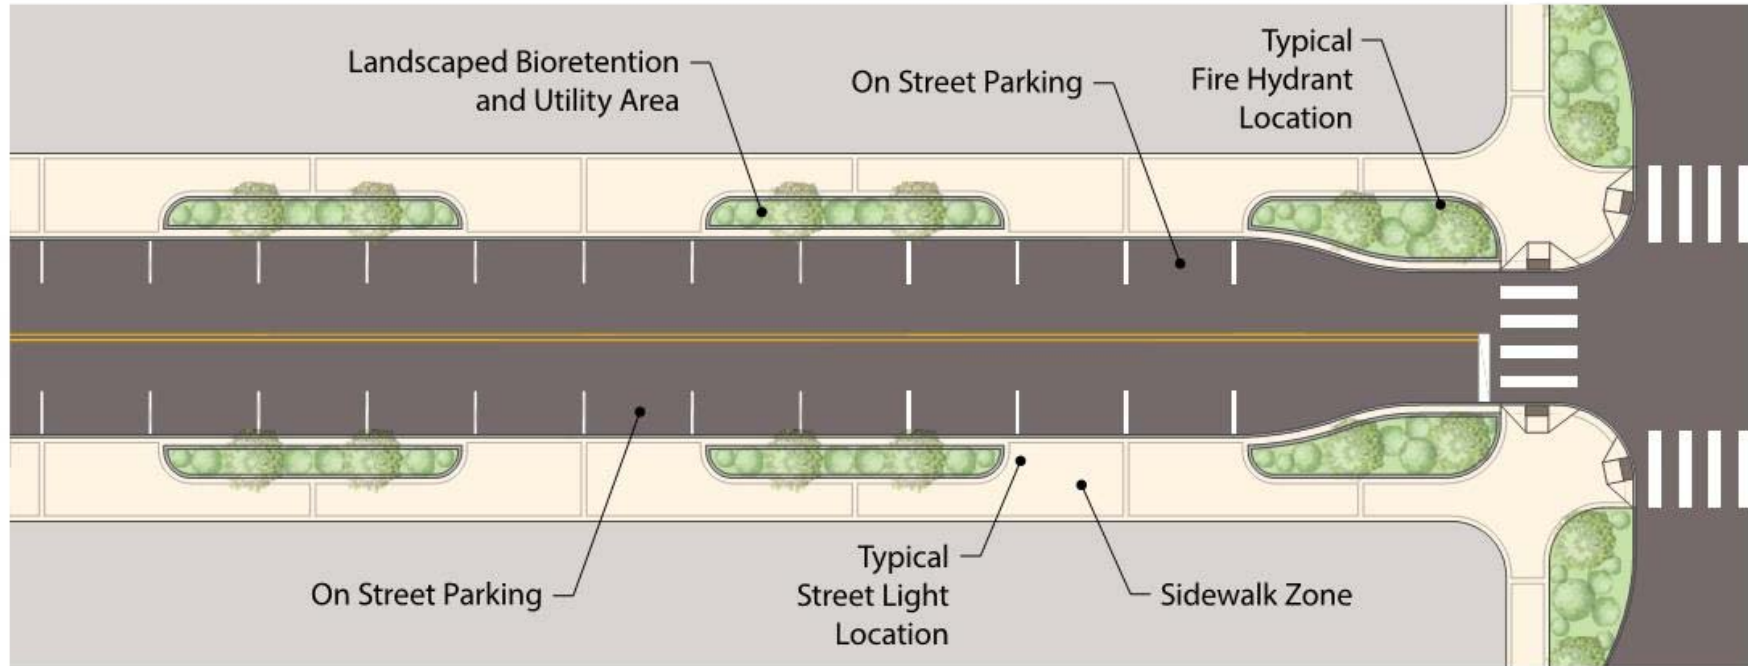 Landscaped Bioretention
and Utility Area
On Street Parking
Typical
Fire Hydrant
Location
On Street Parking
Typical
Street Light
Location
Sidewalk Zone